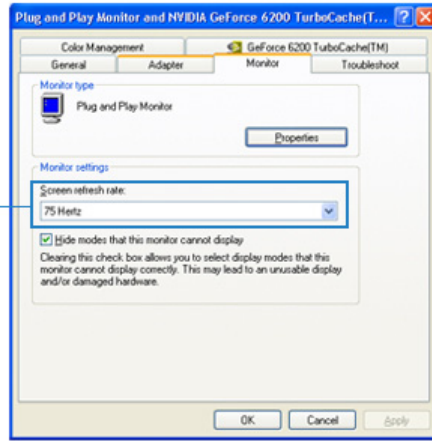 Plug and Play Monitor and NVIDIA GeForce 6200 TurboCache(T...
Color Management
GeForce 6200 TurboCache(TM)
General
Adapter
Monitor
Troubleshoot
Monitor type
Plug and Play Monitor
Properties
Monitor settings
Screen refresh rate:
75 Hertz
Hide modes that this monitor cannot display
Clearing this check box allows you to select display modes that this
monitor cannot display correctly. This may lead to an unusable display
and/or damaged hardware.
OK
Cancel
Apply